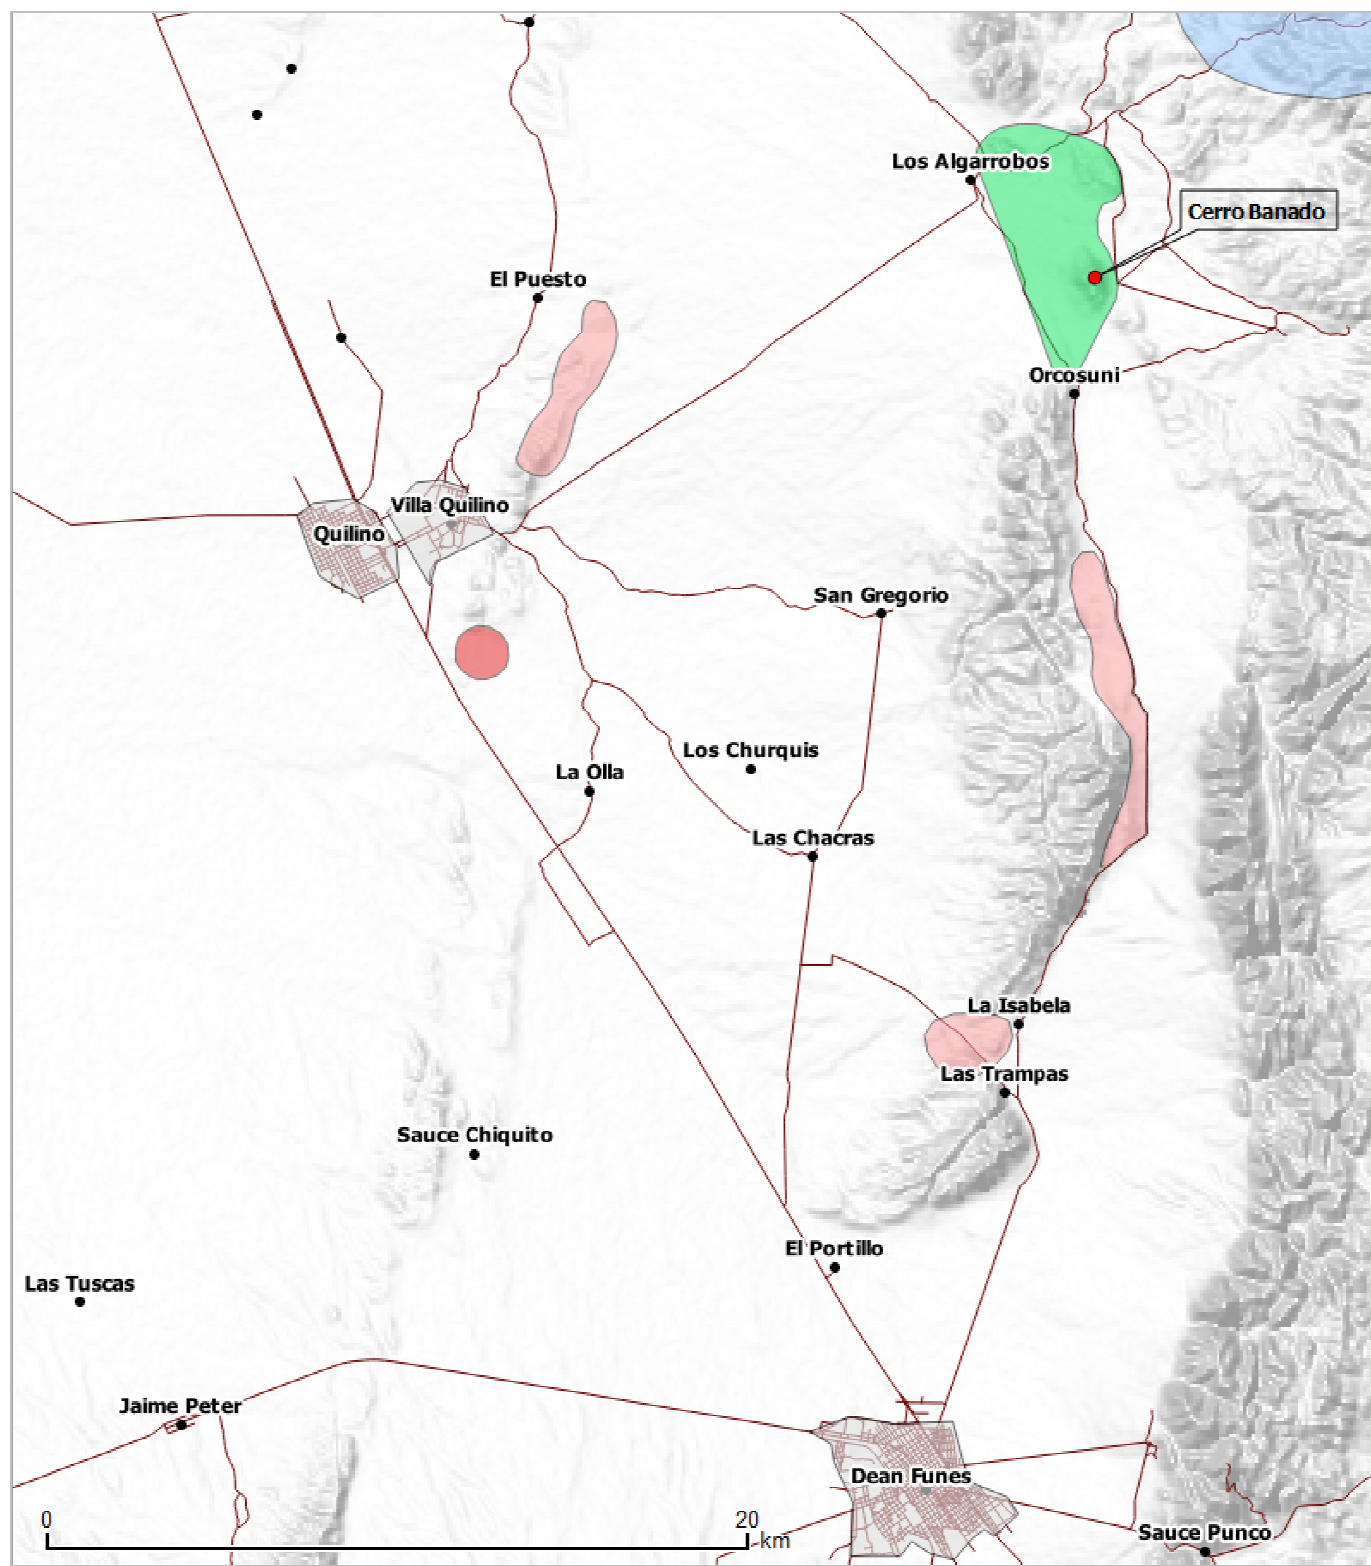 Los Algarrobos
Cerro Banado
El Puesto
Orcosuni
Villa Quilino
Quilino
San Gregorio
Los Churquis
La Olla
Las Chacras
La Isabela
Las Trampas
Sauce Chiquito
El Portillo
Las Tuscas
Jaime Peter
Dean Funes
Sauce Punco
0 20
km